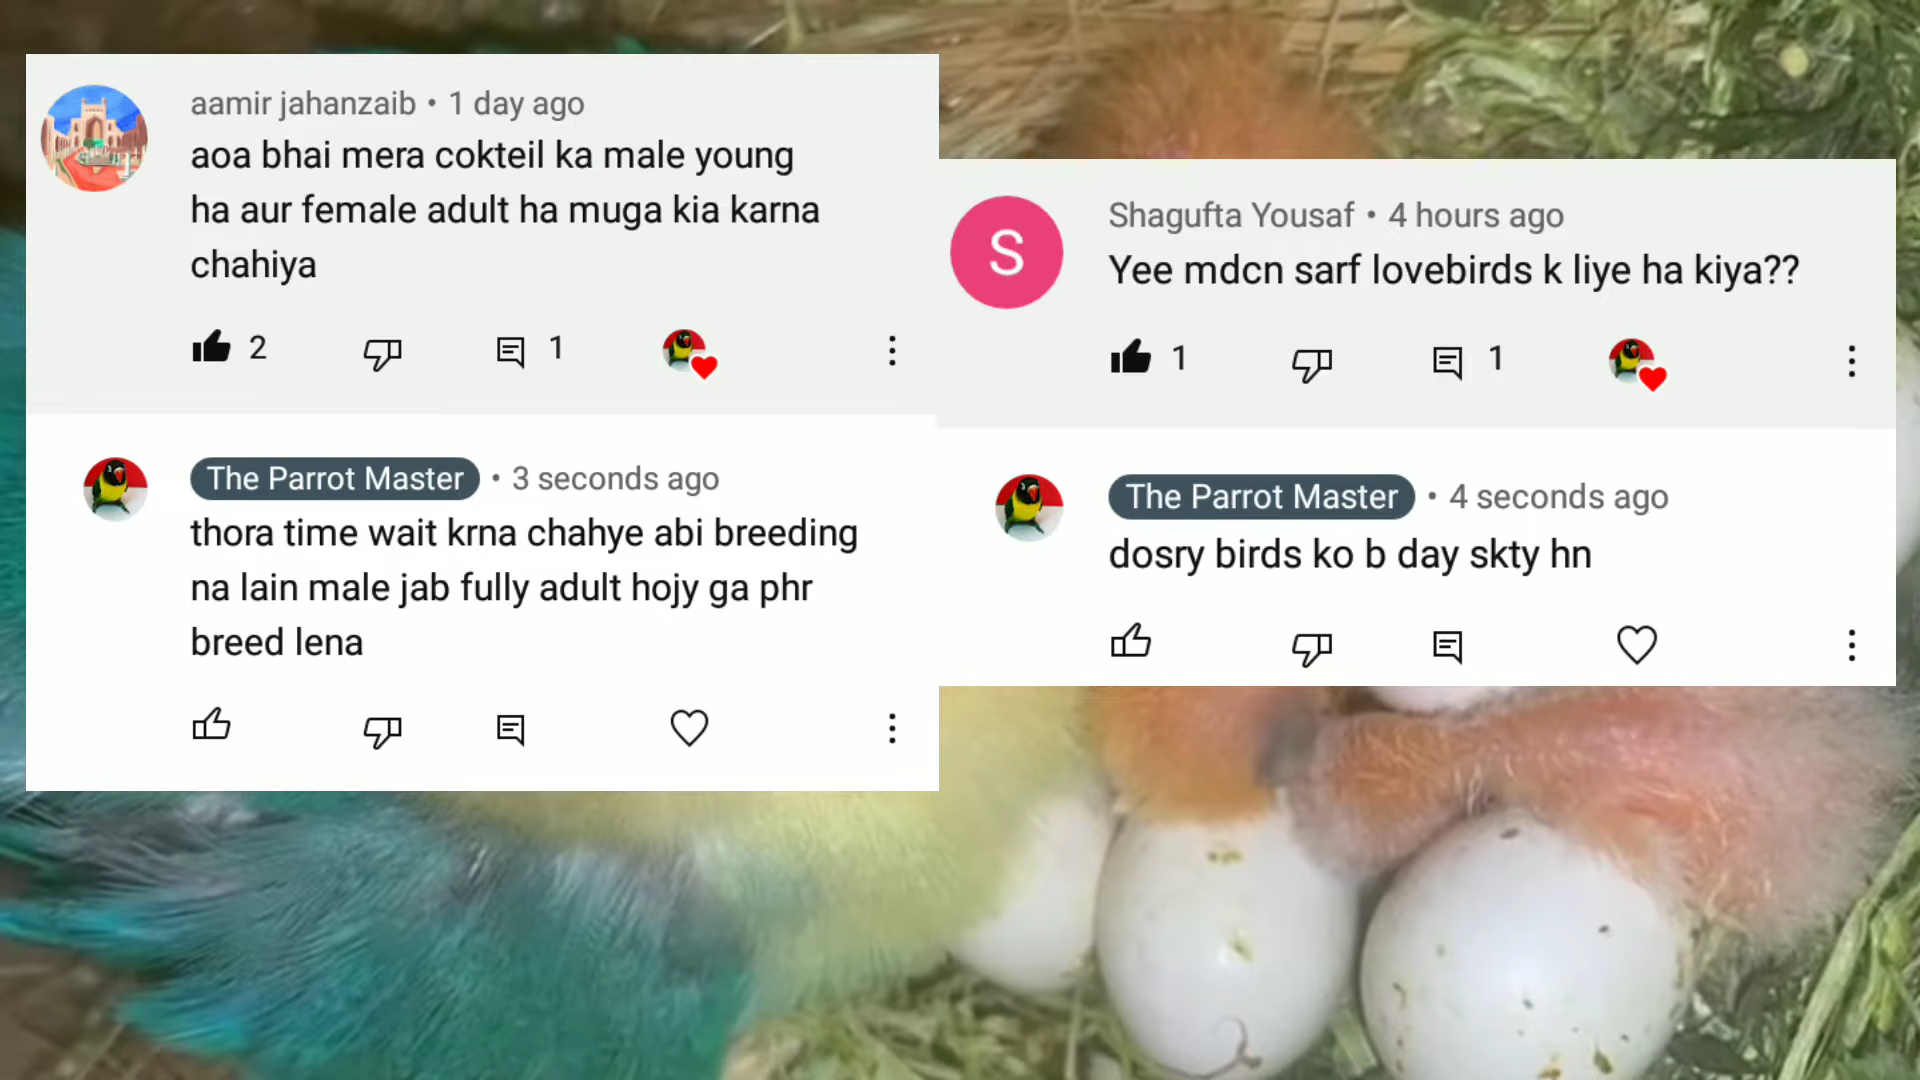 aamir jahanzaib • 1 day ago
aoa bhai mera cokteil ka male young
ha aur female adult ha muga kia karna
chahiya
2
1
The Parrot Master • 3 seconds ago
thora time wait krna chahye abi breeding
na lain male jab fully adult hojy ga phr
breed lena
S
Shagufta Yousaf • 4 hours ago
Yee mdcn sarf lovebirds k liye ha kiya??
1
1
The Parrot Master • 4 seconds ago
dosry birds ko b day skty hn